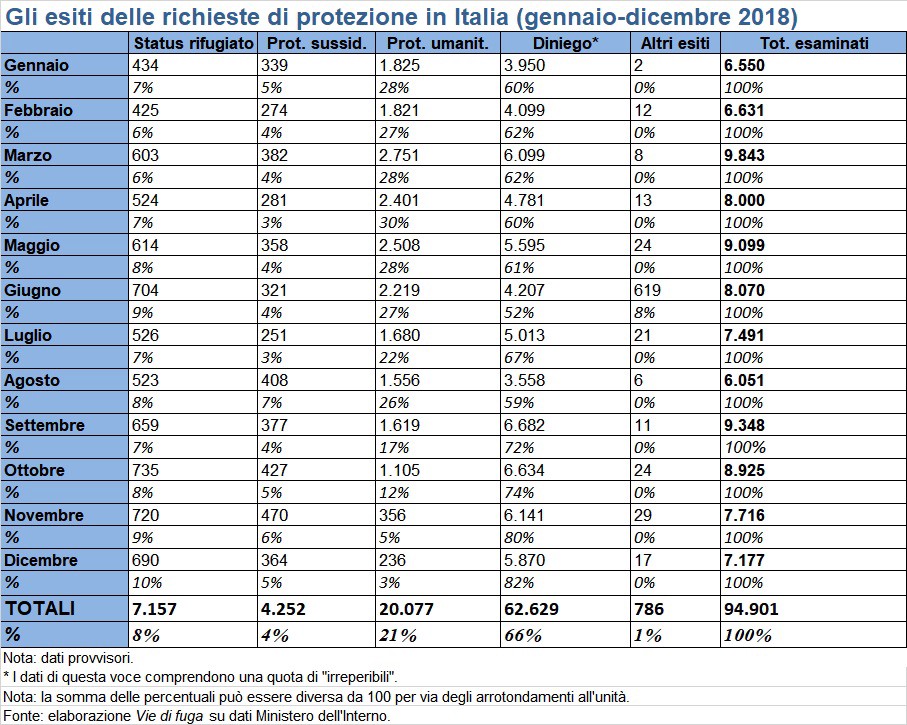 Gli esiti delle richieste di protezione in Italia (gennaio-dicembre 2018)
Status rifugiato Prot. sussid. Prot. umanit. Diniego* Altri esiti Tot. esaminati
Gennaio 434 339 1.825 3.950 2 6.550
% 7% 5% 28% 60% 0% 100%
Febbraio 425 274 1.821 4.099 12 6.631
% 6% 4% 27% 62% 0% 100%
Marzo 603 382 2.751 6.099 8 9.843
% 6% 4% 28% 62% 0% 100%
Aprile 524 281 2.401 4.781 13 8.000
% 7% 3% 30% 60% 0% 100%
Maggio 614 358 2.508 5.595 24 9.099
% 8% 4% 28% 61% 0% 100%
Giugno 704 321 2.219 4.207 619 8.070
% 9% 4% 27% 52% 8% 100%
Luglio 526 251 1.680 5.013 21 7.491
% 7% 3% 22% 67% 0% 100%
Agosto 523 408 1.556 3.558 6 6.051
% 8% 7% 26% 59% 0% 100%
Settembre 659 377 1.619 6.682 11 9.348
% 7% 4% 17% 72% 0% 100%
Ottobre 735 427 1.105 6.634 24 8.925
% 8% 5% 12% 74% 0% 100%
Novembre 720 470 356 6.141 29 7.716
% 9% 6% 5% 80% 0% 100%
Dicembre 690 364 236 5.870 17 7.177
% 10% 5% 3% 82% 0% 100%
TOTALI 7.157 4.252 20.077 62.629 786 94.901
% 8% 4% 21% 66% 1% 100%
Nota: dati provvisori.
* I dati di questa voce comprendono una quota di "irreperibili".
Nota: la somma delle percentuali può essere diversa da 100 per via degli arrotondamenti all'unità.
Fonte: elaborazione Vie di fuga su dati Ministero dell'Interno.